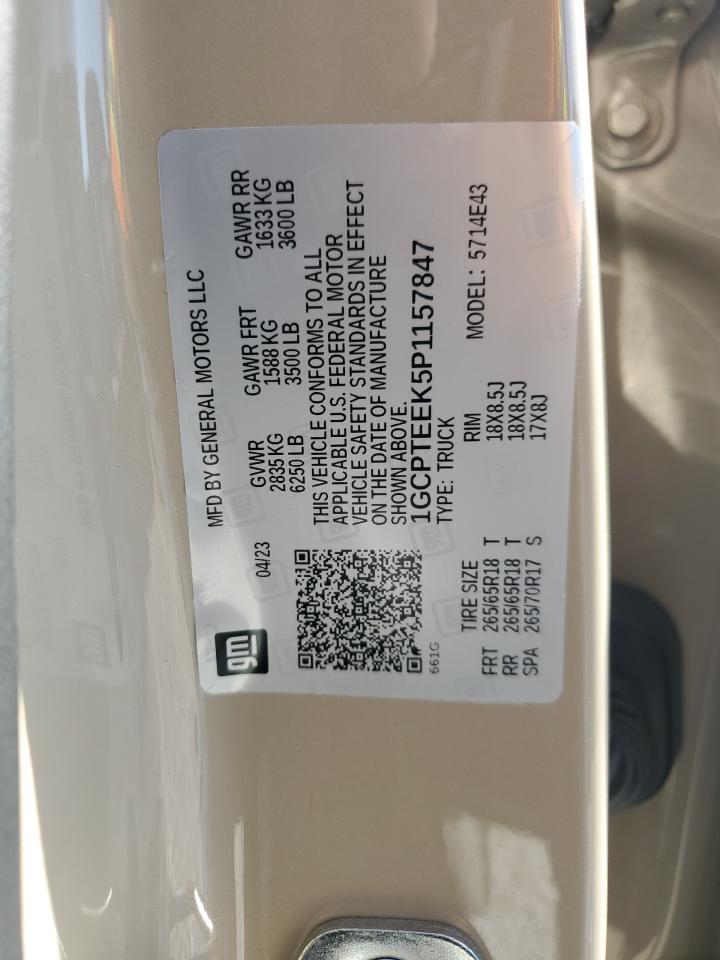 gm
MFD BY GENERAL MOTORS LLC
04/23
GVWR GAWR FRT GAWR RR
2835 KG 1588 KG 1633 KG
6250 LB 3500 LB 3600 LB
THIS VEHICLE CONFORMS TO ALL
APPLICABLE U.S. FEDERAL MOTOR
VEHICLE SAFETY STANDARDS IN EFFECT
ON THE DATE OF MANUFACTURE
SHOWN ABOVE.
1GCPTEEK5P1157847
661G
TYPE: TRUCK MODEL: 5714E43
TIRE SIZE RIM
FRT 265/65R18 T 18X8.5J
RR 265/65R18 T 18X8.5J
SPA 265/70R17 S 17X8J